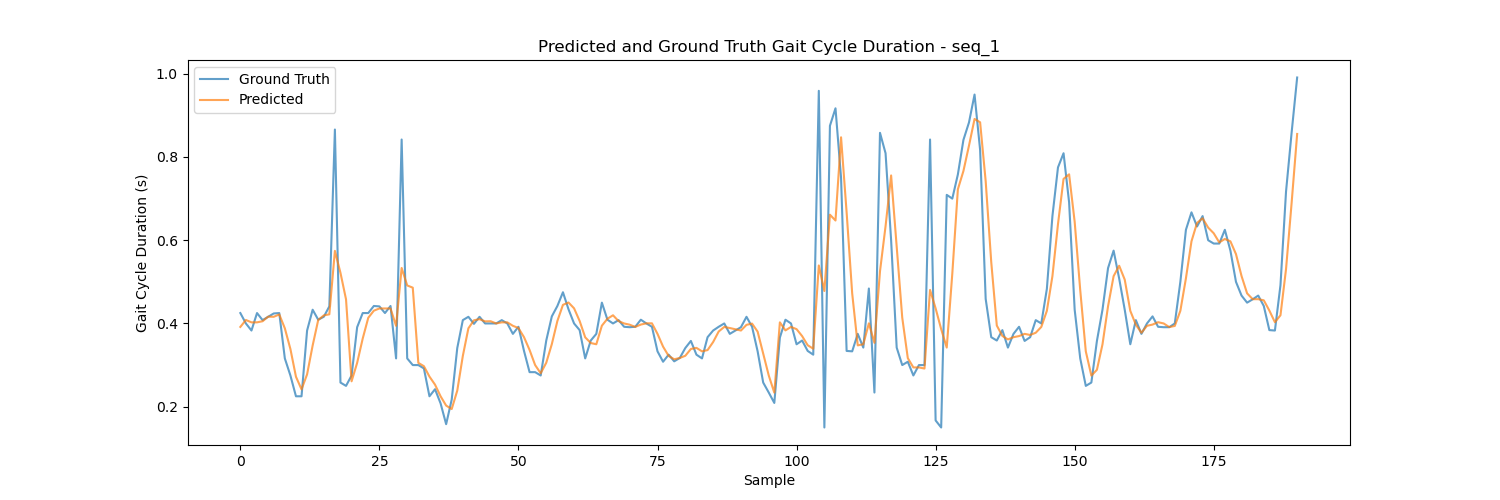 Predicted and Ground Truth Gait Cycle Duration - seq_1
Ground Truth
Predicted
1.0
0.8
0.6
0.4
0.2
Gait Cycle Duration (s)
0 25 50 75 100 125 150 175
Sample